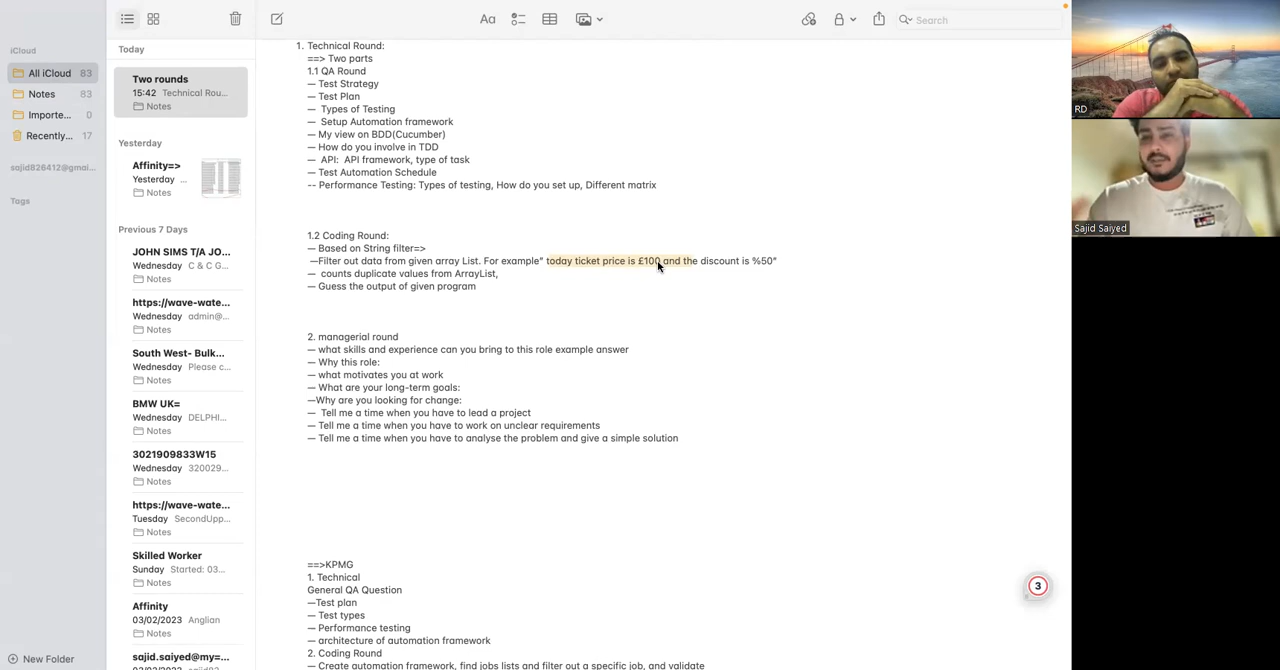 Search
iCloud
All iCloud 83
Notes 83
Importe... 0
Recently... 17
sajid826412@gmai...
Tags
New Folder
Today
Two rounds
15:42 Technical Rou...
Notes
Yesterday
Affinity=>
Yesterday ...
Notes
Previous 7 Days
JOHN SIMS T/A JO...
Wednesday C & C G...
Notes
https://wave-wate...
Wednesday admin@...
Notes
South West- Bulk...
Wednesday Please c...
Notes
BMW UK=
Wednesday DELPHI...
Notes
3021909833W15
Wednesday 320029...
Notes
https://wave-wate...
Tuesday SecondUpp...
Notes
Skilled Worker
Sunday Started: 03...
Notes
Affinity
03/02/2023 Anglian
Notes
sajid.saiyed@my=...
1. Technical Round:
==> Two parts
1.1 QA Round
— Test Strategy
— Test Plan
— Types of Testing
— Setup Automation framework
— My view on BDD(Cucumber)
— How do you involve in TDD
— API: API framework, type of task
— Test Automation Schedule
-- Performance Testing: Types of testing, How do you set up, Different matrix
1.2 Coding Round:
— Based on String filter=>
—Filter out data from given array List. For example” today ticket price is £100 and the discount is %50”
— counts duplicate values from ArrayList,
— Guess the output of given program
2. managerial round
— what skills and experience can you bring to this role example answer
— Why this role:
— what motivates you at work
— What are your long-term goals:
—Why are you looking for change:
— Tell me a time when you have to lead a project
— Tell me a time when you have to work on unclear requirements
— Tell me a time when you have to analyse the problem and give a simple solution
==>KPMG
1. Technical
General QA Question
—Test plan
— Test types
— Performance testing
— architecture of automation framework
2. Coding Round
— Create automation framework, find jobs lists and filter out a specific job, and validate
3
RD
Sajid Saiyed